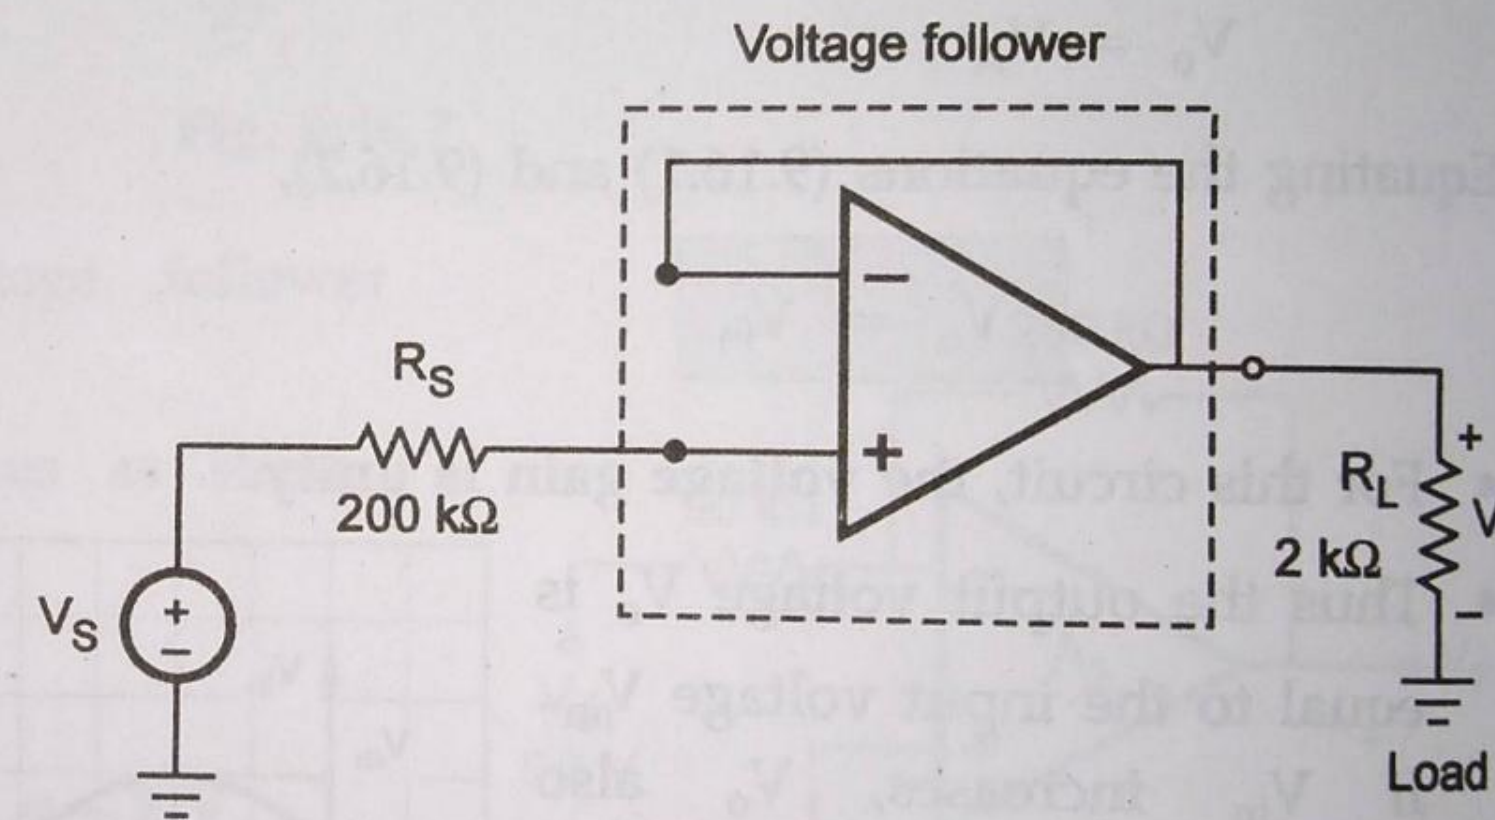 Voltage follower
−
+
R_S
200 kΩ
V_S
+
−
R_L
2 kΩ
+
V
−
Load